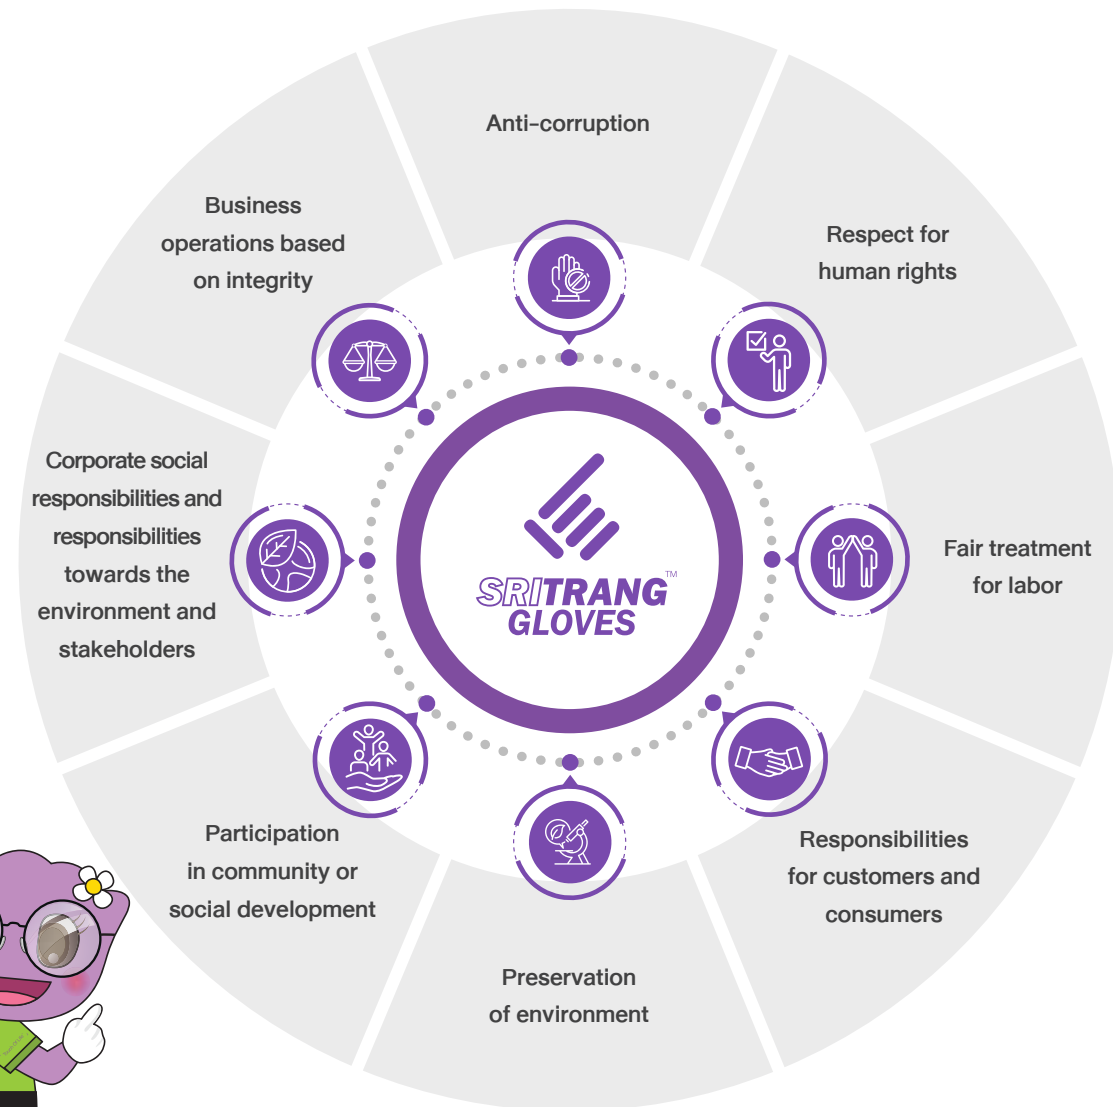 Anti-corruption
Respect for
human rights
Fair treatment
for labor
Responsibilities
for customers and
consumers
Preservation
of environment
Participation
in community or
social development
Corporate social
responsibilities and
responsibilities
towards the
environment and
stakeholders
Business
operations based
on integrity
SRITRANG™
GLOVES